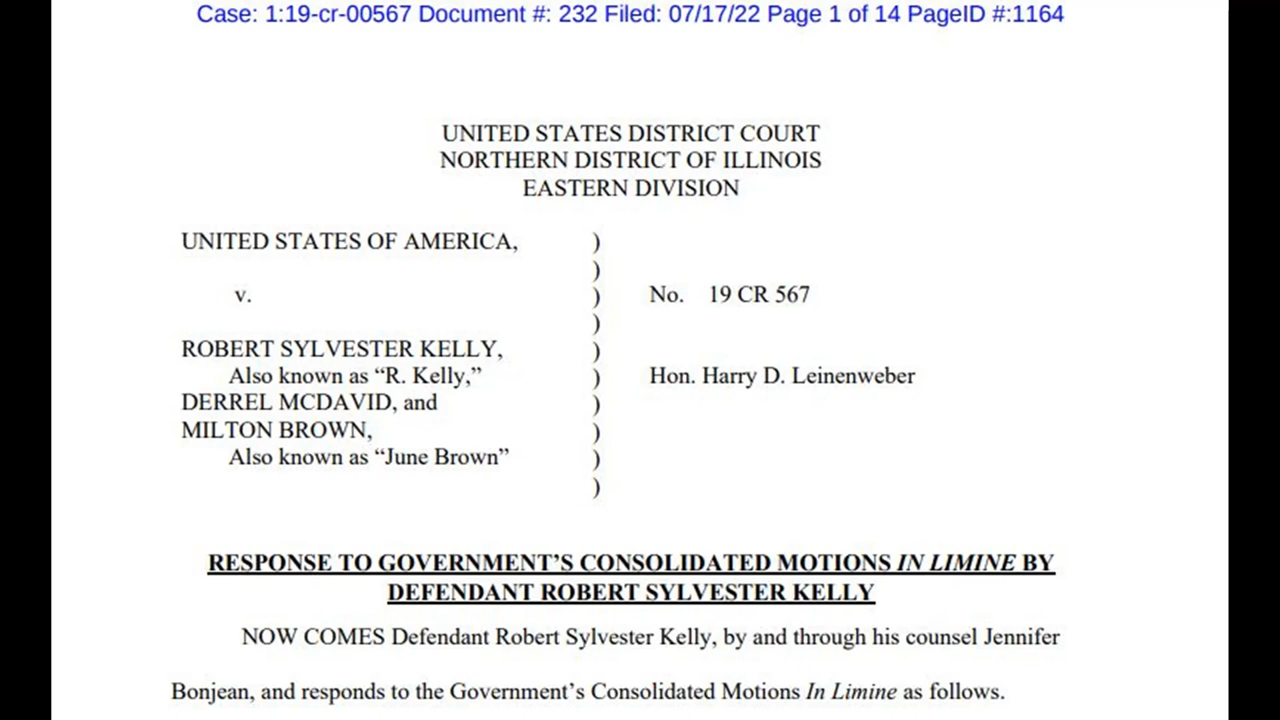 Case: 1:19-cr-00567 Document #: 232 Filed: 07/17/22 Page 1 of 14 PageID #:1164
UNITED STATES DISTRICT COURT
NORTHERN DISTRICT OF ILLINOIS
EASTERN DIVISION
UNITED STATES OF AMERICA, )
)
v. ) No. 19 CR 567
)
ROBERT SYLVESTER KELLY, )
Also known as “R. Kelly,” ) Hon. Harry D. Leinenweber
DERREL MCDAVID, and )
MILTON BROWN, )
Also known as “June Brown” )
)
RESPONSE TO GOVERNMENT’S CONSOLIDATED MOTIONS IN LIMINE BY
DEFENDANT ROBERT SYLVESTER KELLY
NOW COMES Defendant Robert Sylvester Kelly, by and through his counsel Jennifer
Bonjean, and responds to the Government’s Consolidated Motions In Limine as follows.